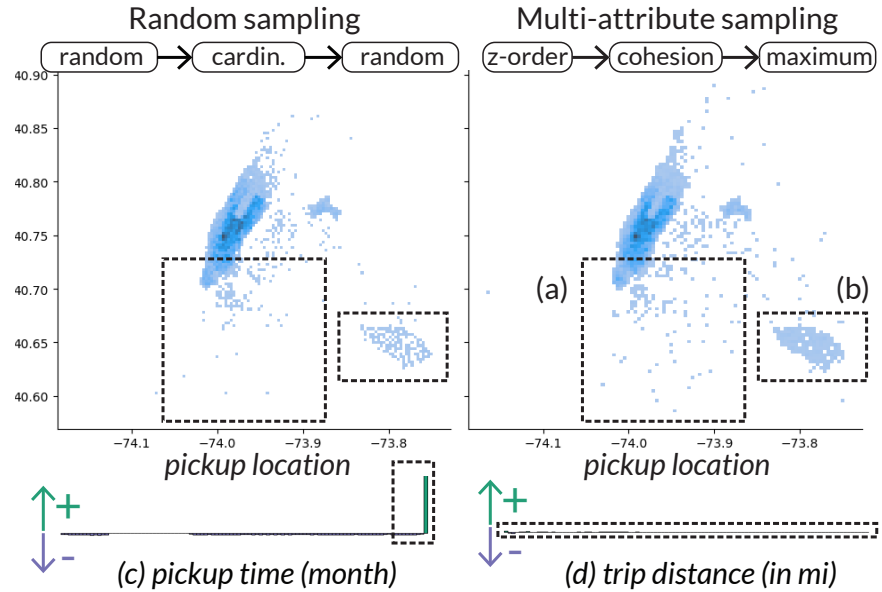 Random sampling
Multi-attribute sampling
random
cardin.
random
z-order
cohesion
maximum
40.90
40.85
40.80
40.75
40.70
40.65
40.60
(a)
(b)
−74.1
−74.0
−73.9
−73.8
−74.1
−74.0
−73.9
−73.8
pickup location
pickup location
+
-
+
-
(c) pickup time (month)
(d) trip distance (in mi)